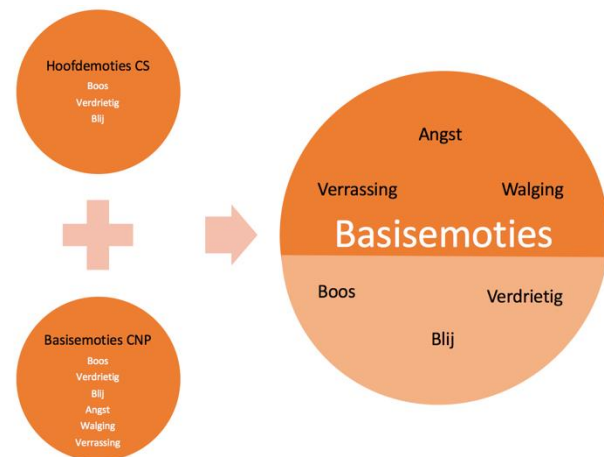 Hoofdemoties CS
Boos
Verdrietig
Blij
Basisemoties CNP
Boos
Verdrietig
Blij
Angst
Walging
Verrassing
Angst
Verrassing
Walging
Basisemoties
Boos
Verdrietig
Blij